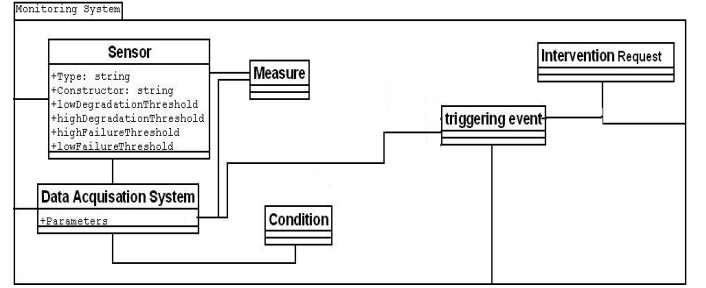 Monitoring System
Sensor
+Type: string
+Constructor: string
+lowDegradationThreshold
+highDegradationThreshold
+highFailureThreshold
+lowFailureThreshold
Measure
Intervention Request
triggering event
Data Acquisation System
+Parameters
Condition